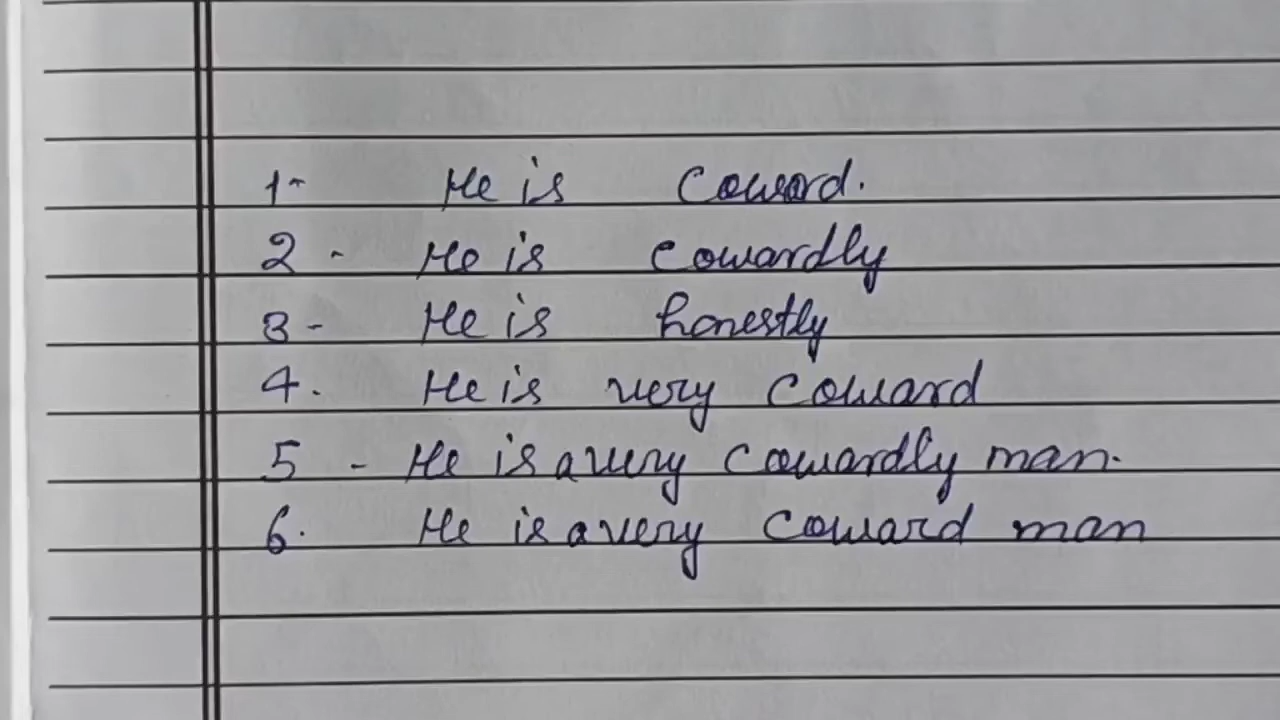 1- He is Coward.
2 - He is cowardly
3 - He is honestly
4. He is very coward
5 - He is a very cowardly man.
6. He is a very coward man